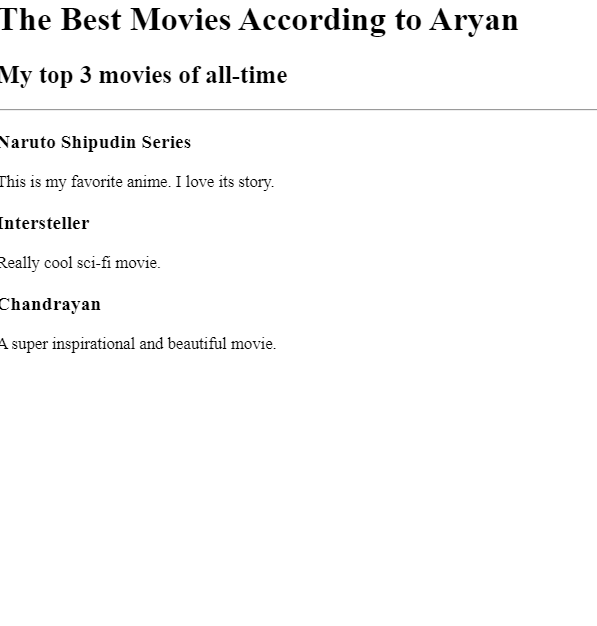 The Best Movies According to Aryan
My top 3 movies of all-time
Naruto Shipudin Series
This is my favorite anime. I love its story.
Intersteller
Really cool sci-fi movie.
Chandrayan
A super inspirational and beautiful movie.